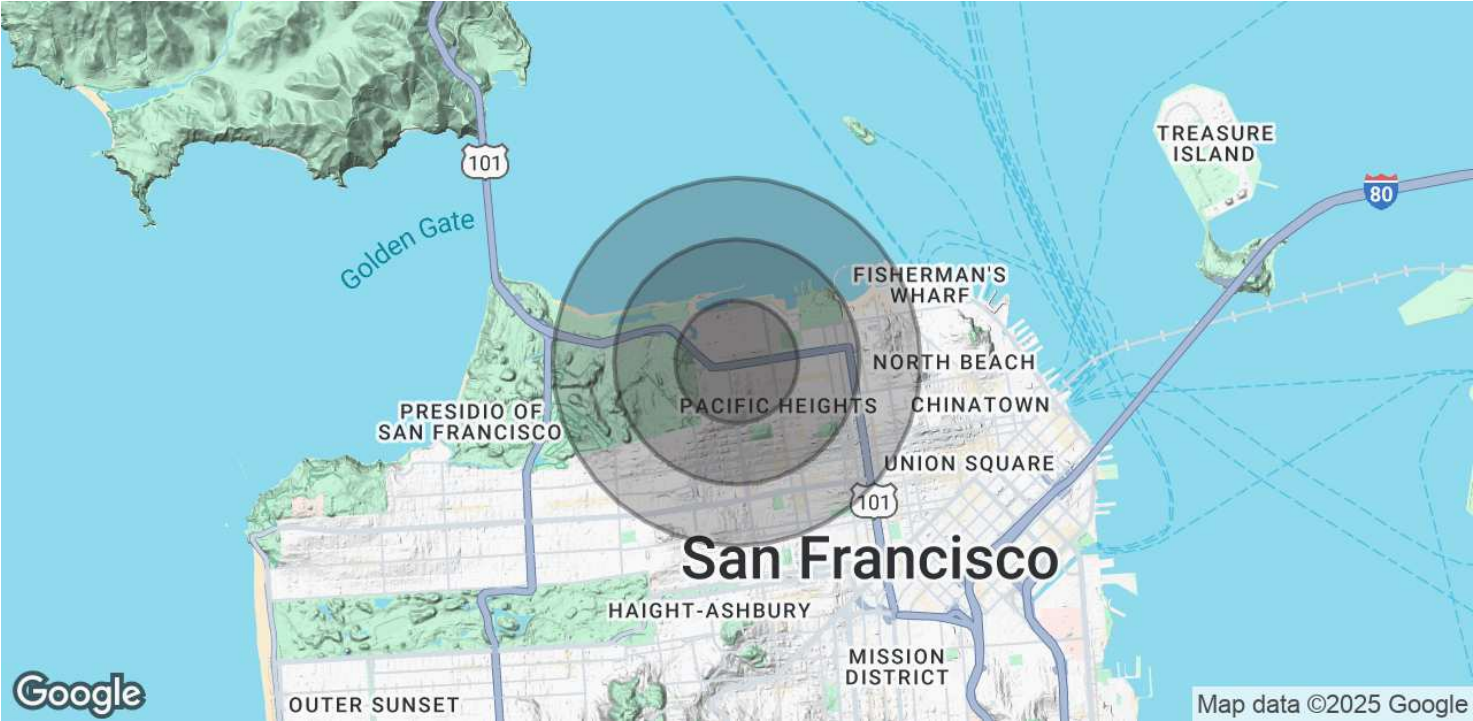 101
TREASURE
ISLAND
80
Golden Gate
FISHERMAN'S
WHARF
NORTH BEACH
PACIFIC HEIGHTS
CHINATOWN
PRESIDIO OF
SAN FRANCISCO
UNION SQUARE
101
San Francisco
HAIGHT-ASHBURY
MISSION
DISTRICT
Google
OUTER SUNSET
Map data ©2025 Google